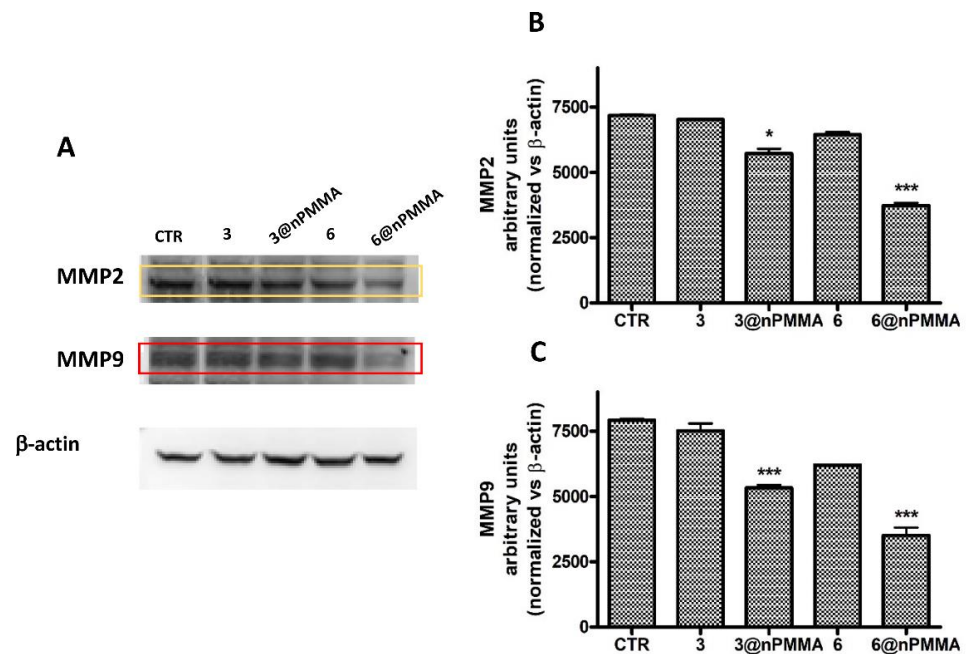 A
CTR 3 3@nPMMA 6 6@nPMMA
MMP2
MMP9
β-actin
B
MMP2
arbitrary units
(normalized vs β-actin)
7500
5000
2500
0
*
***
CTR 3 3@nPMMA 6 6@nPMMA
C
MMP9
arbitrary units
(normalized vs β-actin)
7500
5000
2500
0
***
***
CTR 3 3@nPMMA 6 6@nPMMA